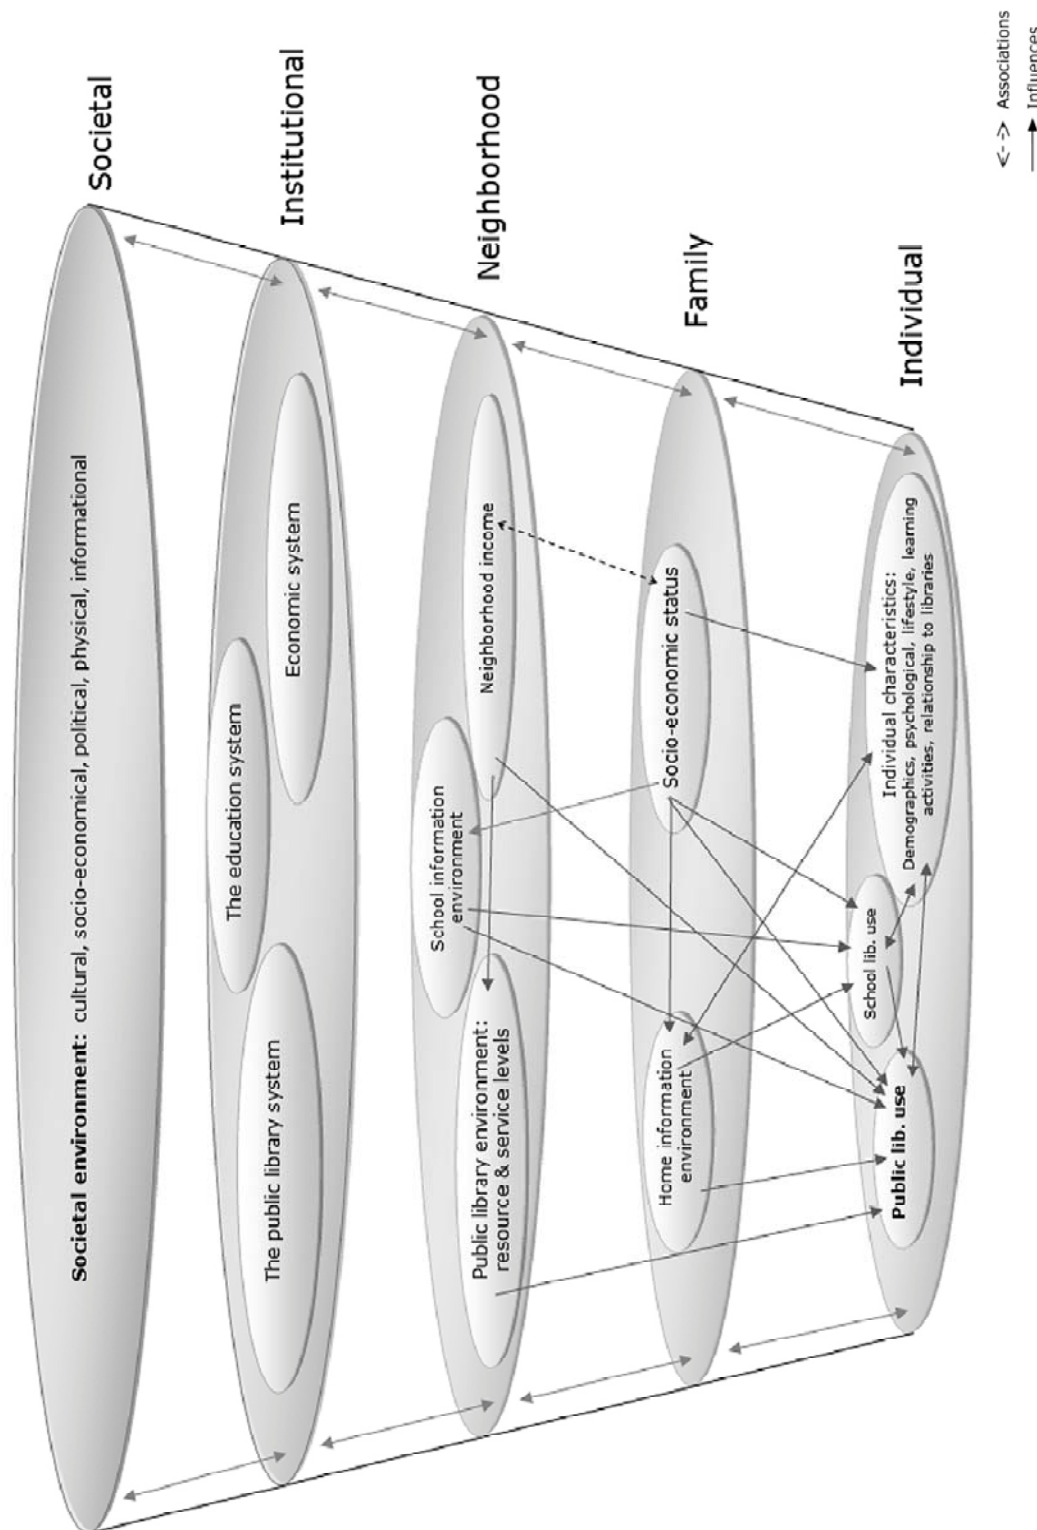 Societal environment: cultural, socio-economical, political, physical, informational
Societal
The public library system
The education system
Economic system
Institutional
Public library environment:
resource & service levels
School information
environment
Neighborhood income
Neighborhood
Home information
environment
Socio-economic status
Family
Public lib. use
School lib. use
Individual characteristics:
Demographics, psychological, lifestyle, learning
activities, relationship to libraries
Individual
Associations
Influences